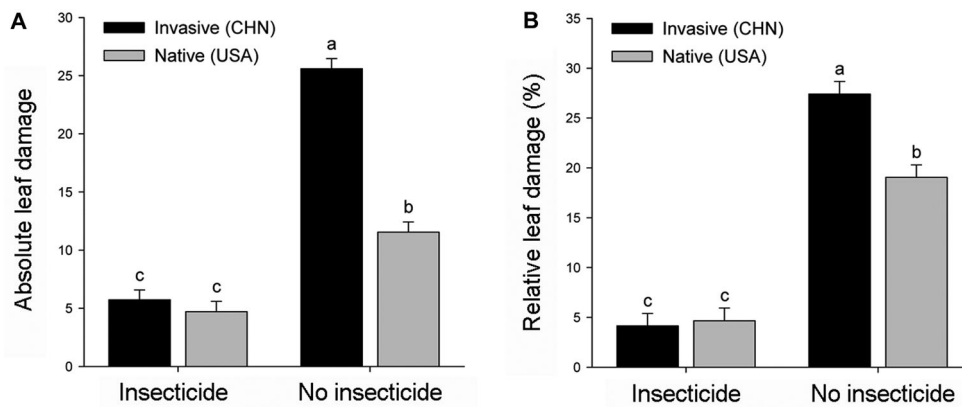 A
Absolute leaf damage
30
25
20
15
10
5
0
Invasive (CHN)
Native (USA)
c
c
a
b
Insecticide
No insecticide
B
Relative leaf damage (%)
35
30
25
20
15
10
5
0
Invasive (CHN)
Native (USA)
c
c
a
b
Insecticide
No insecticide